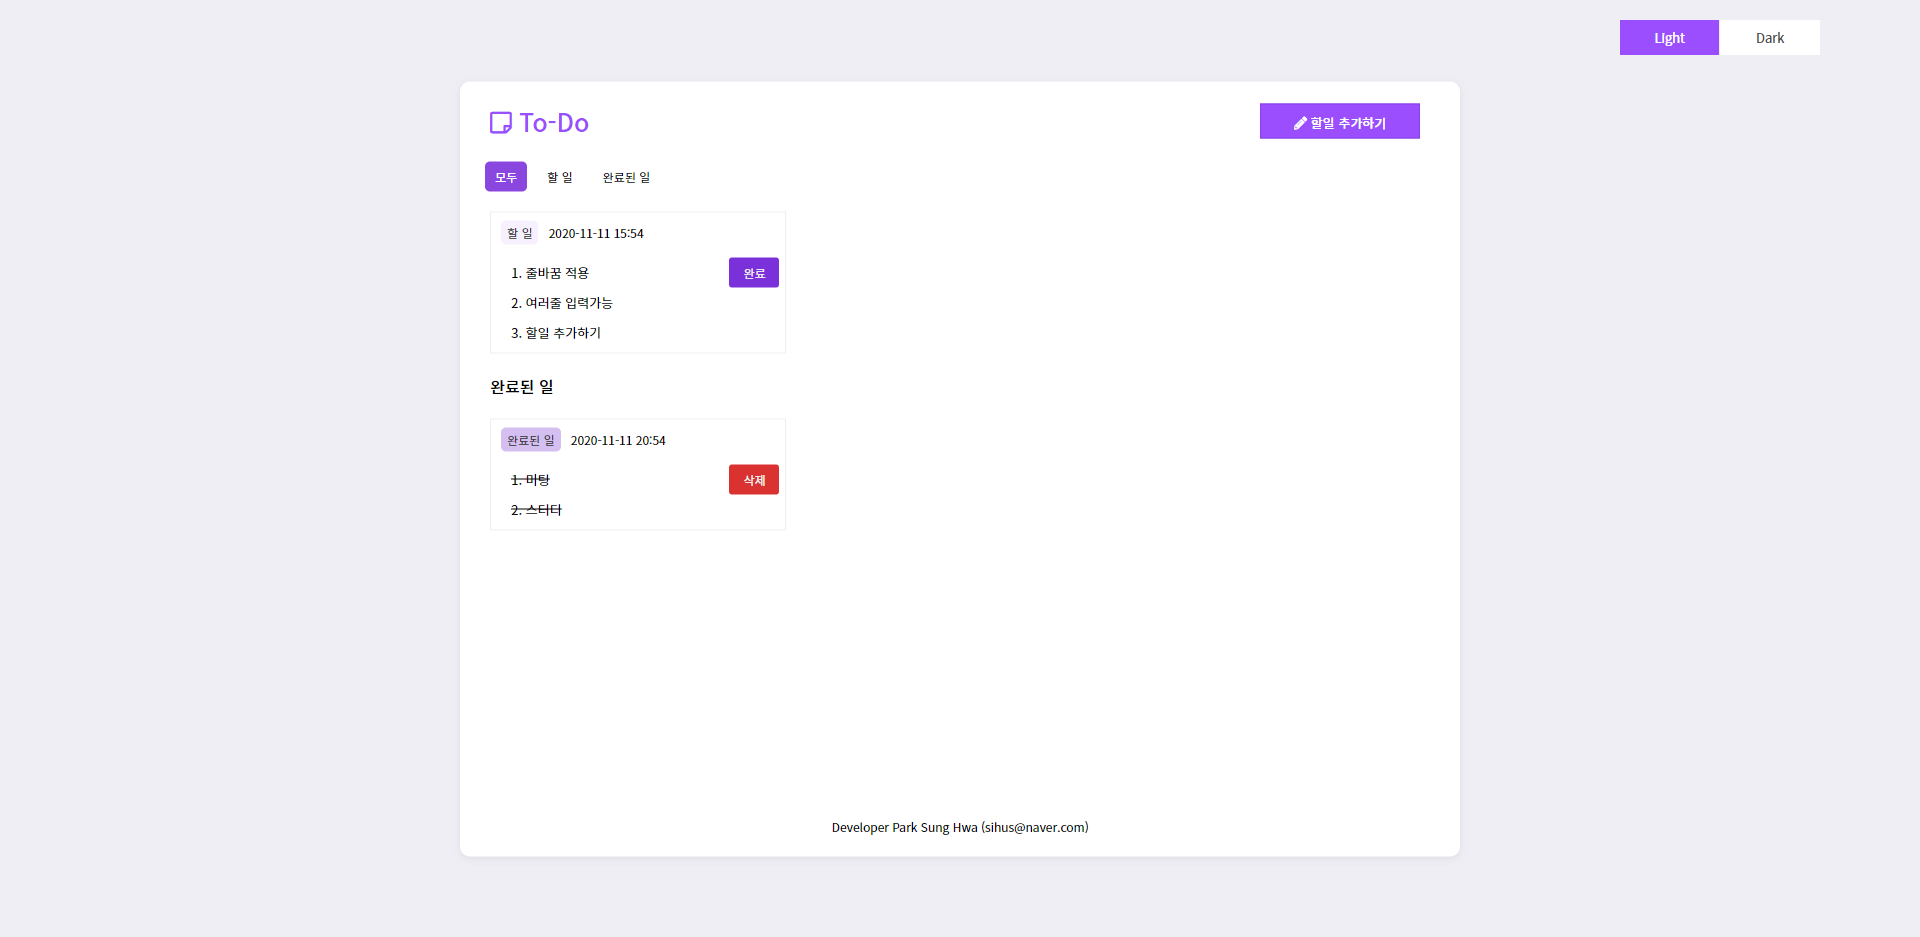 LIght
Dark
To-Do
할일 추가하기
모두
할 일
완료된 일
할 일 2020-11-11 15:54
1. 줄바꿈 적용
완료
2. 여러줄 입력가능
3. 할일 추가하기
완료된 일
완료된 일 2020-11-11 20:54
1. 마탕
삭제
2. 스타타
Developer Park Sung Hwa (sihus@naver.com)